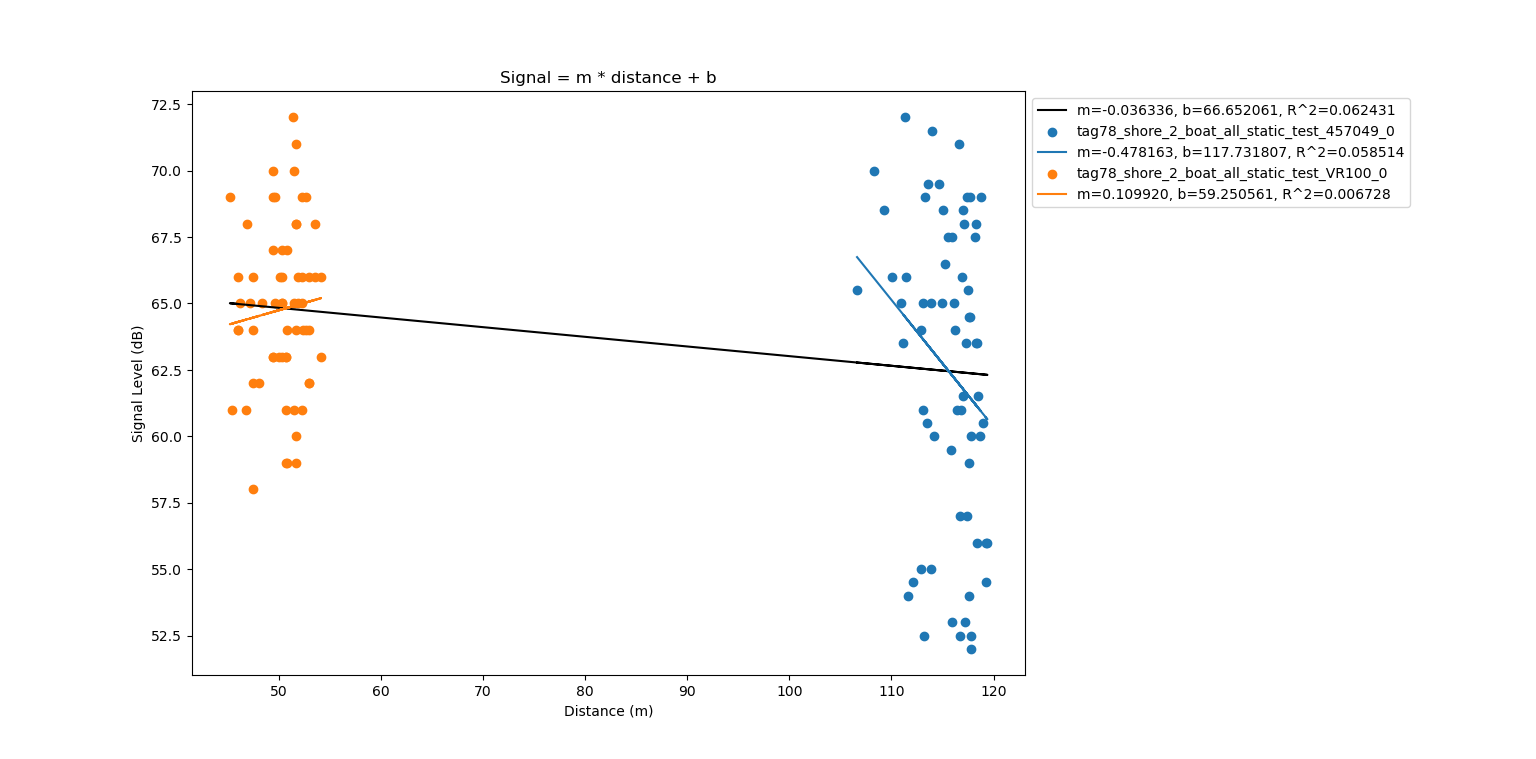 Signal = m * distance + b
m=-0.036336, b=66.652061, R^2=0.062431
tag78_shore_2_boat_all_static_test_457049_0
m=-0.478163, b=117.731807, R^2=0.058514
tag78_shore_2_boat_all_static_test_VR100_0
m=0.109920, b=59.250561, R^2=0.006728
Signal Level (dB)
72.5
70.0
67.5
65.0
62.5
60.0
57.5
55.0
52.5
50 60 70 80 90 100 110 120
Distance (m)